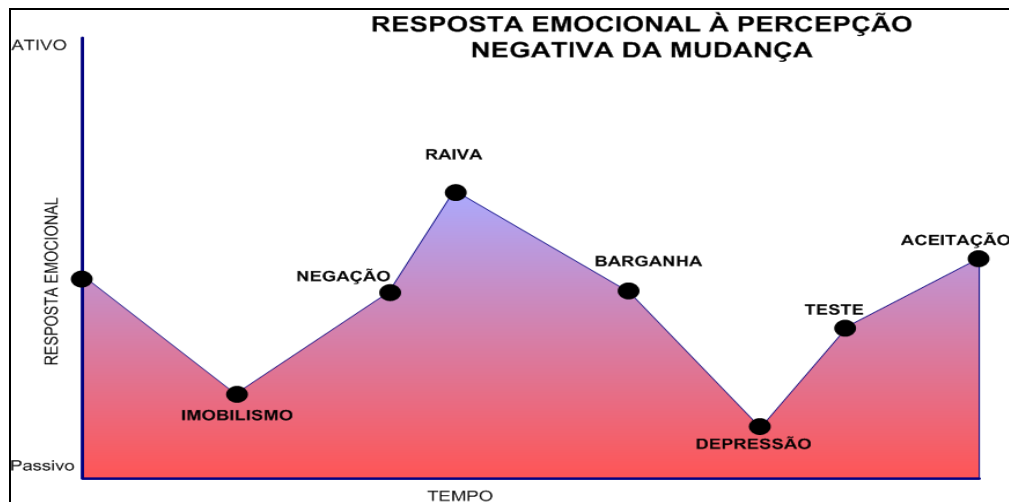 RESPOSTA EMOCIONAL À PERCEPÇÃO
NEGATIVA DA MUDANÇA
ATIVO
RAIVA
RESPOSTA EMOCIONAL
NEGAÇÃO
BARGANHA
ACEITAÇÃO
TESTE
IMOBILISMO
DEPRESSÃO
Passivo
TEMPO